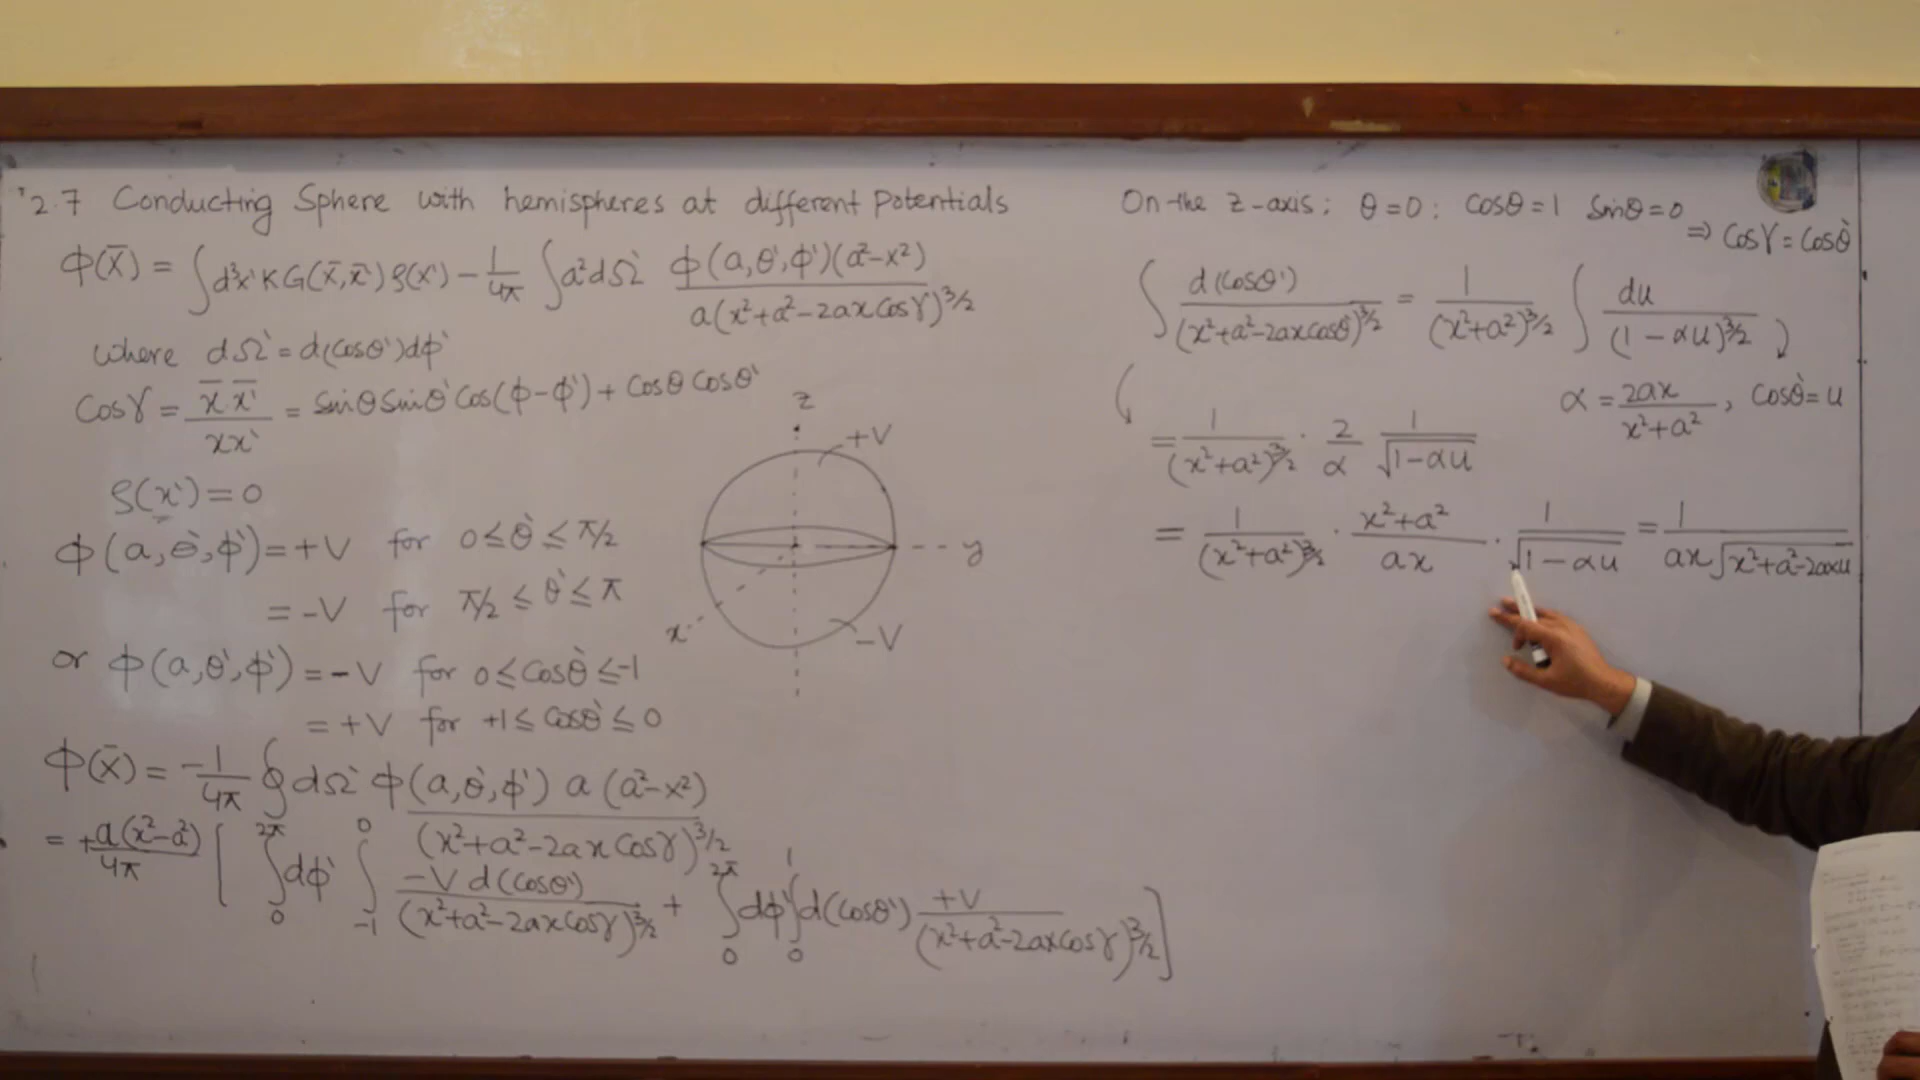 2.7 Conducting Sphere with hemispheres at different Potentials
Φ(x̄) = ∫d³x' K G(x̄,x̄') ρ(x') − 1/4π ∫a²dΩ' Φ(a,θ',φ')(a²−x²) / a(x²+a²−2ax Cosγ)^3/2
where dΩ' = d(Cosθ')dφ'
Cosγ = x̄·x̄' / xx' = Sinθ Sinθ' Cos(φ−φ') + Cosθ Cosθ'
ρ(x') = 0
Φ(a,θ',φ') = +V for 0 ≤ θ' ≤ π/2
= −V for π/2 ≤ θ' ≤ π
or Φ(a,θ',φ') = −V for 0 ≤ Cosθ' ≤ −1
= +V for +1 ≤ Cosθ' ≤ 0
Φ(x̄) = −1/4π ∮ dΩ' Φ(a,θ',φ') a (a²−x²) / (x²+a²−2ax Cosγ)^3/2
= +a(x²−a²)/4π [ ∫₀^2π dφ' ∫₋₁^0 −V d(Cosθ') / (x²+a²−2ax Cosγ)^3/2 + ∫₀^2π dφ' ∫₀^1 d(Cosθ') +V / (x²+a²−2ax Cosγ)^3/2 ]
z
+V
y
x
−V
On the z-axis; θ=0 : Cosθ=1 Sinθ=0
⇒ Cosγ = Cosθ'
∫ d(Cosθ') / (x²+a²−2ax Cosθ')^3/2 = 1/(x²+a²)^3/2 ∫ du / (1−αu)^3/2
α = 2ax / x²+a² , Cosθ' = u
= 1/(x²+a²)^3/2 · 2/α 1/√1−αu
= 1/(x²+a²)^3/2 · x²+a² / ax · 1/√1−αu = 1 / ax√x²+a²−2axu